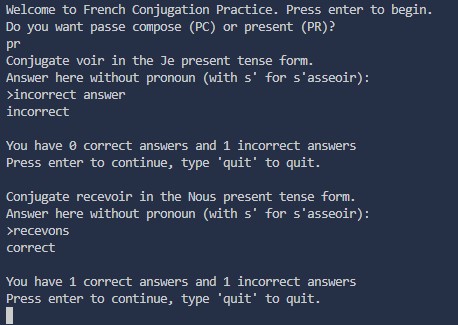 Welcome to French Conjugation Practice. Press enter to begin.
Do you want passe compose (PC) or present (PR)?
pr
Conjugate voir in the Je present tense form.
Answer here without pronoun (with s' for s'asseoir):
>incorrect answer
incorrect
You have 0 correct answers and 1 incorrect answers
Press enter to continue, type 'quit' to quit.
Conjugate recevoir in the Nous present tense form.
Answer here without pronoun (with s' for s'asseoir):
>recevons
correct
You have 1 correct answers and 1 incorrect answers
Press enter to continue, type 'quit' to quit.